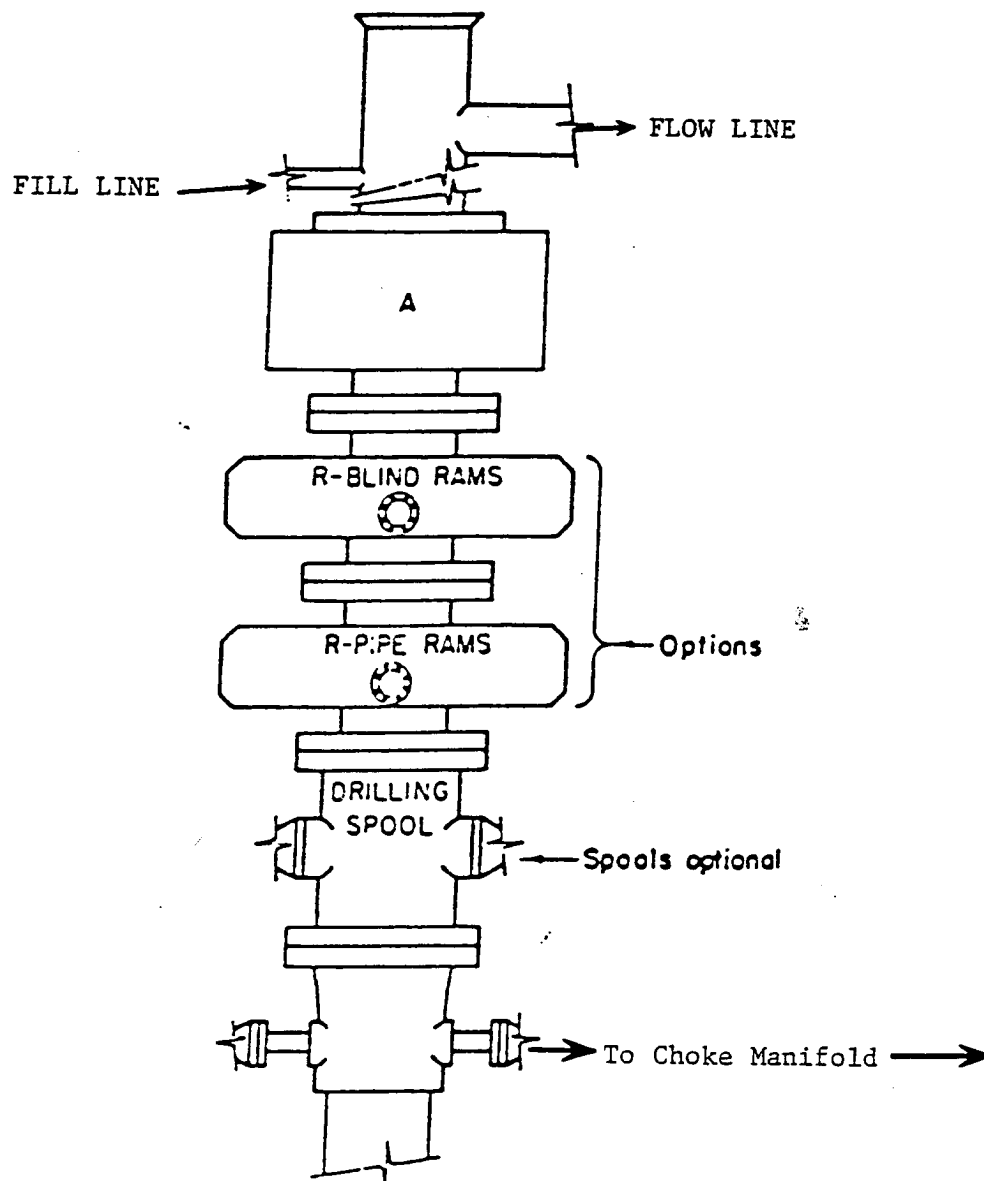 FLOW LINE
FILL LINE
A
R-BLIND RAMS
R-PIPE RAMS
Options
DRILLING
SPOOL
Spools optional
To Choke Manifold